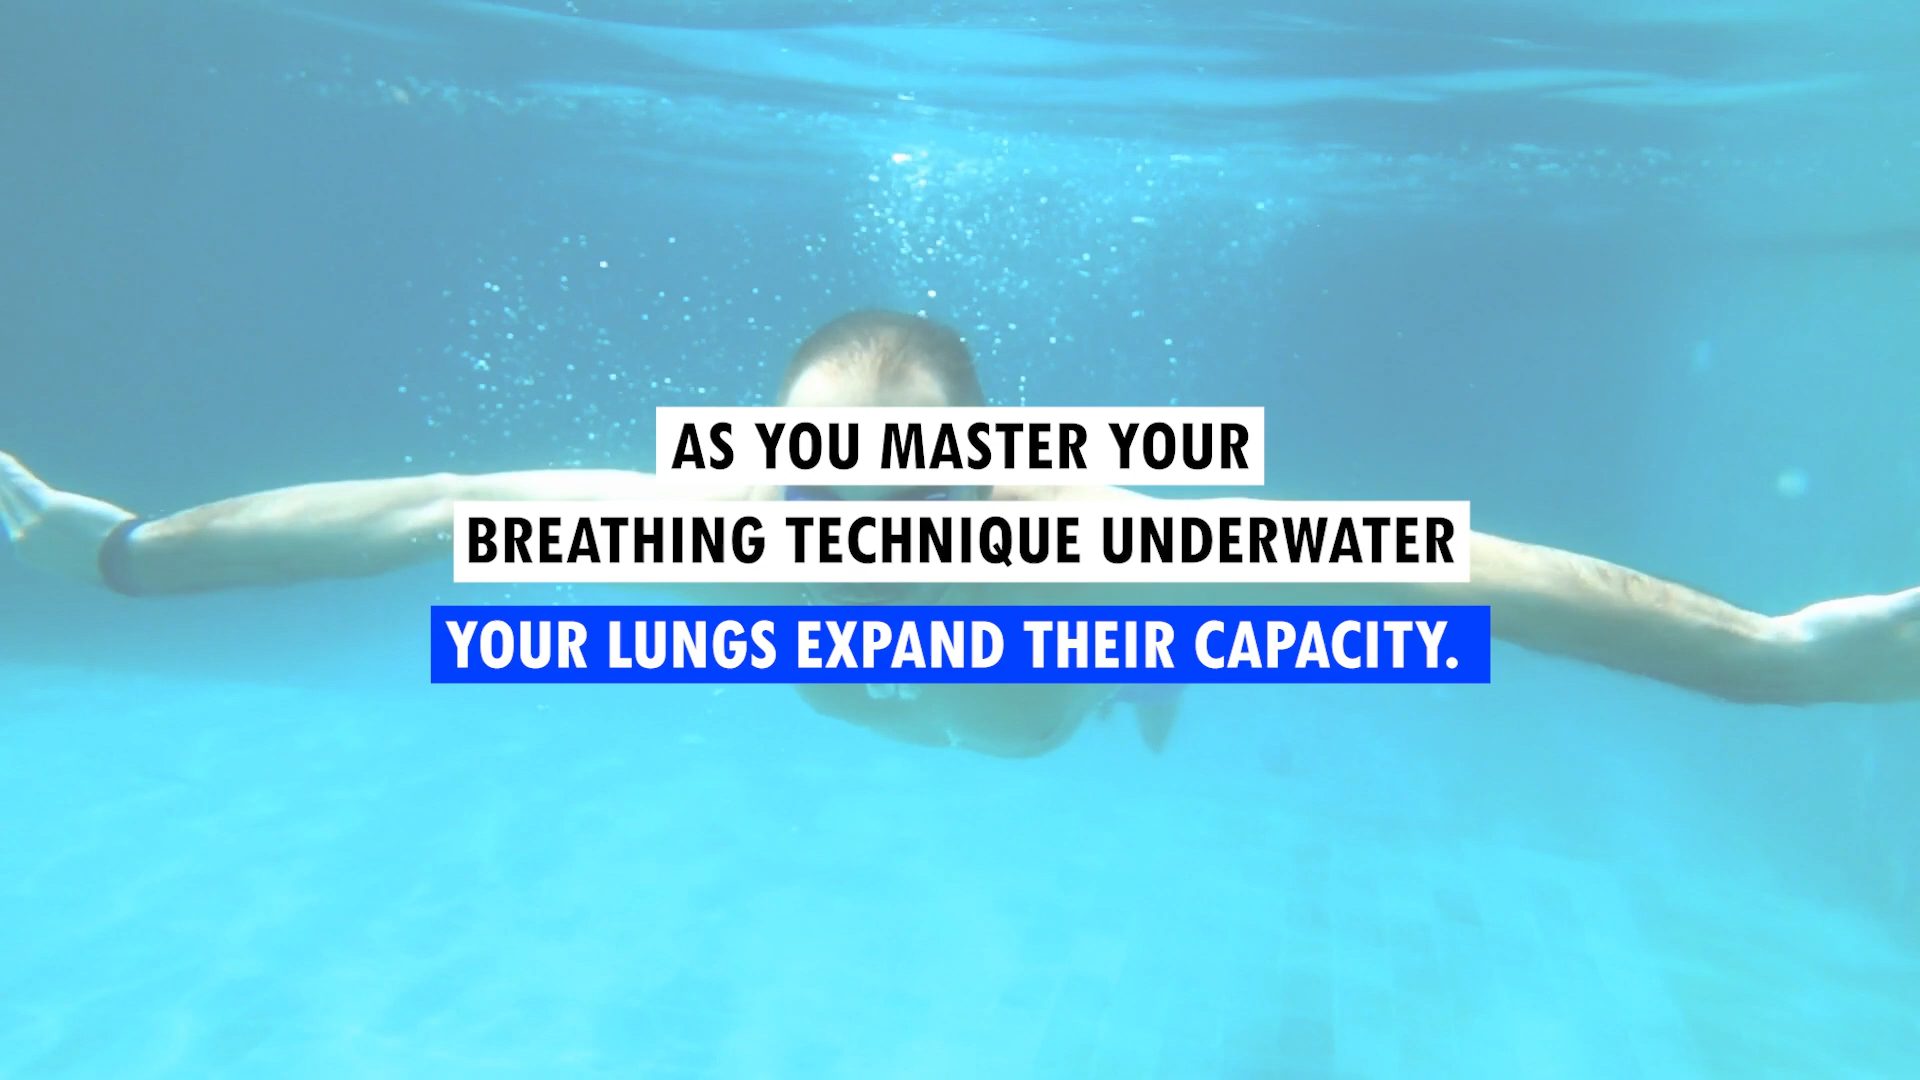 AS YOU MASTER YOUR
BREATHING TECHNIQUE UNDERWATER
YOUR LUNGS EXPAND THEIR CAPACITY.